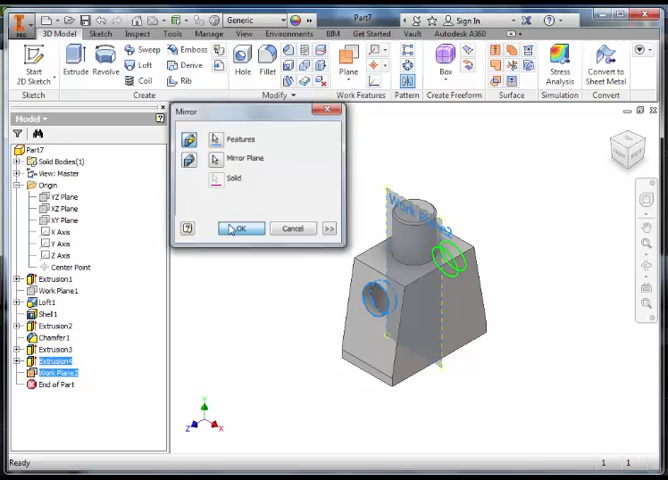 PRO
Generic
Part7
Sign In
3D Model
Sketch
Inspect
Tools
Manage
View
Environments
BIM
Get Started
Vault
Autodesk A360
Start
2D Sketch
Extrude
Revolve
Sweep
Loft
Coil
Emboss
Derive
Rib
Hole
Fillet
Plane
Box
Stress
Analysis
Convert to
Sheet Metal
Sketch
Create
Modify
Work Features
Pattern
Create Freeform
Surface
Simulation
Convert
Model
Part7
Solid Bodies(1)
View: Master
Origin
YZ Plane
XZ Plane
XY Plane
X Axis
Y Axis
Z Axis
Center Point
Extrusion1
Work Plane1
Loft1
Shell1
Extrusion2
Chamfer1
Extrusion3
Extrusion4
Work Plane2
End of Part
Mirror
Features
Mirror Plane
Solid
OK
Cancel
>>
Work Plane2
Y
Z
X
Ready
1
1